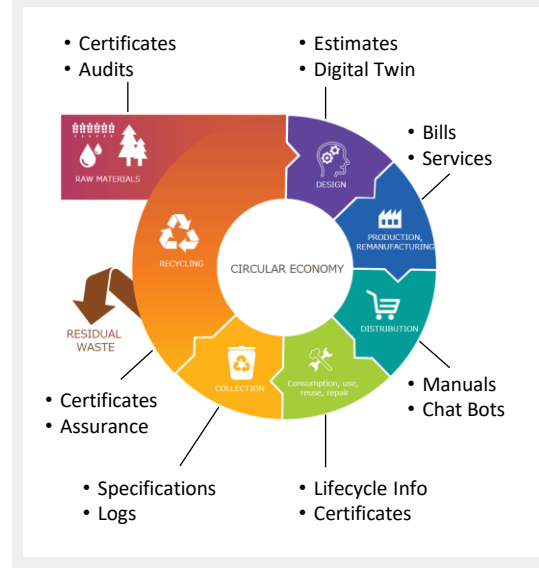 • Certificates
• Audits
• Estimates
• Digital Twin
• Bills
• Services
RAW MATERIALS
DESIGN
PRODUCTION,
REMANUFACTURING
RECYCLING
CIRCULAR ECONOMY
DISTRIBUTION
RESIDUAL
WASTE
COLLECTION
Consumption, use,
reuse, repair
• Manuals
• Chat Bots
• Certificates
• Assurance
• Specifications
• Logs
• Lifecycle Info
• Certificates